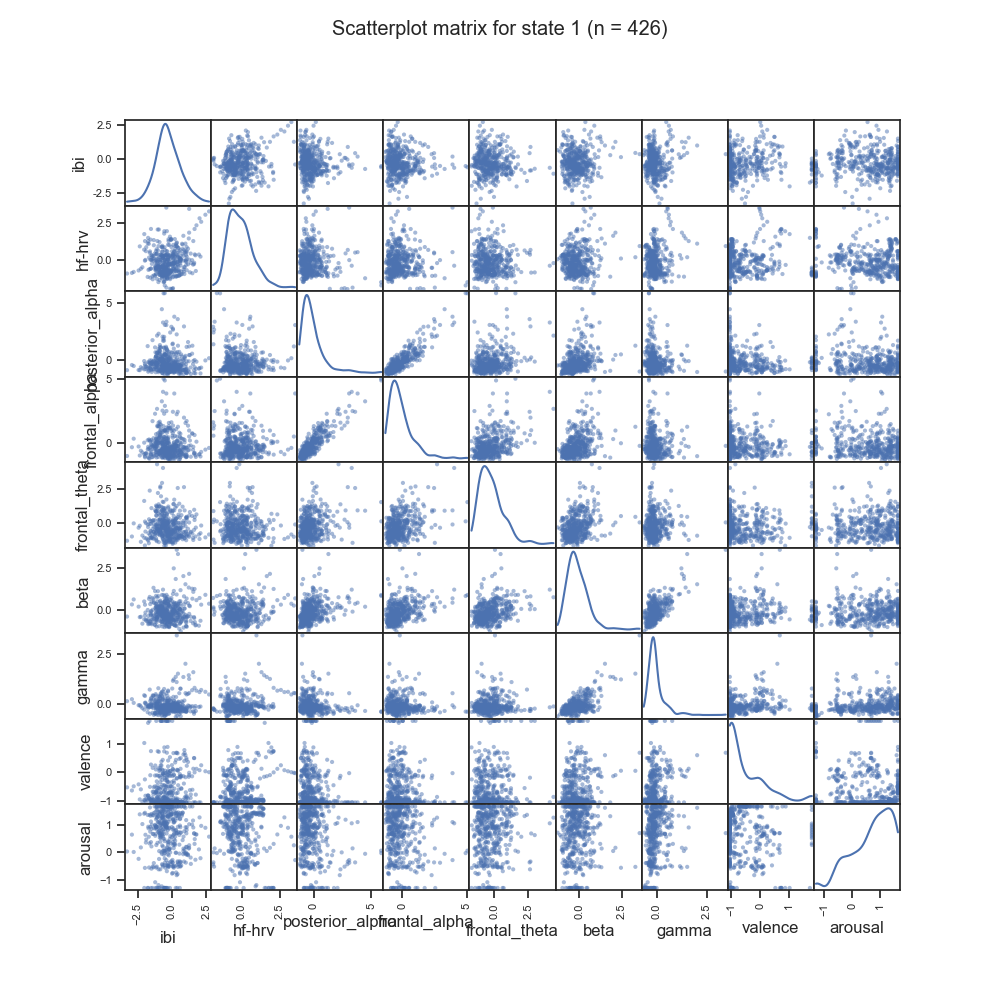 Scatterplot matrix for state 1 (n = 426)
ibi
2.5
0.0
−2.5
hf-hrv
2.5
0.0
posterior_alpha
5
0
frontal_alpha
5
0
frontal_theta
2.5
0.0
beta
2.5
0.0
gamma
2.5
0.0
valence
1
0
−1
arousal
1
0
−1
−2.5 0.0 2.5 0.0 2.5 0 5 0 5 0.0 2.5 0.0 2.5 0.0 2.5 −1 0 1 −1 0 1
ibi hf-hrv posterior_alpha frontal_alpha frontal_theta beta gamma valence arousal